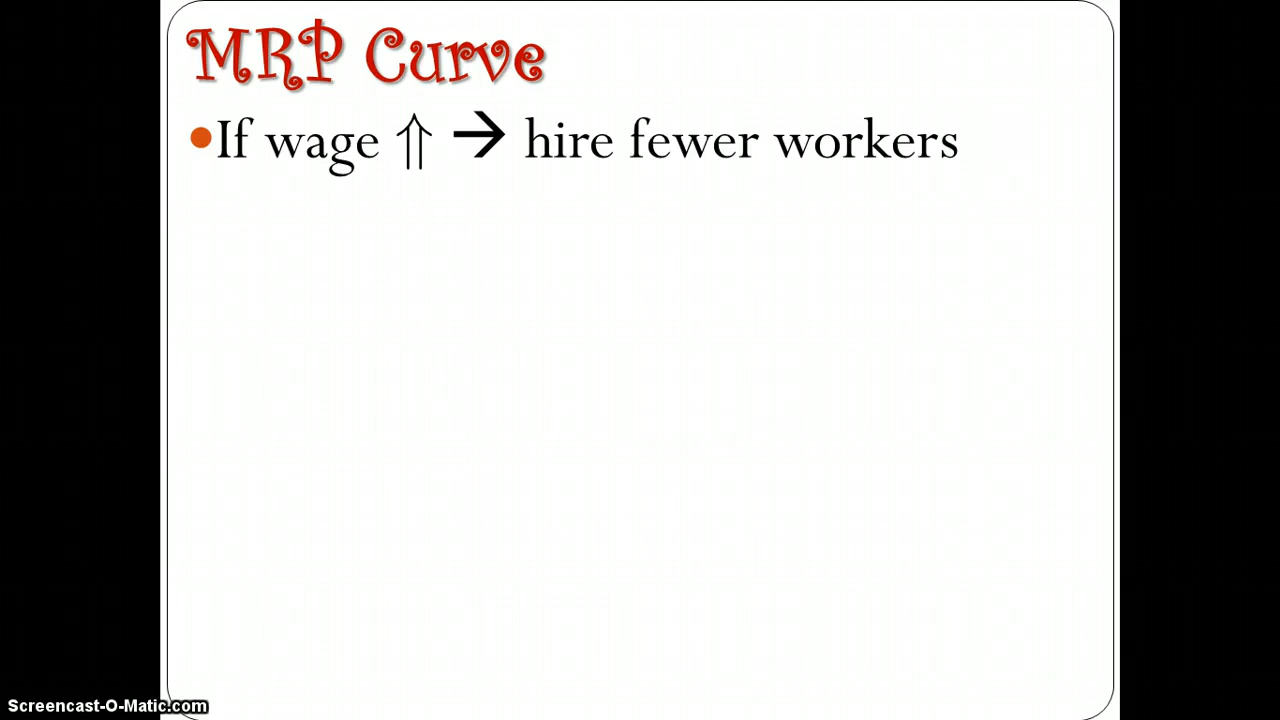 MRP Curve
•If wage ⇑ → hire fewer workers
Screencast-O-Matic.com